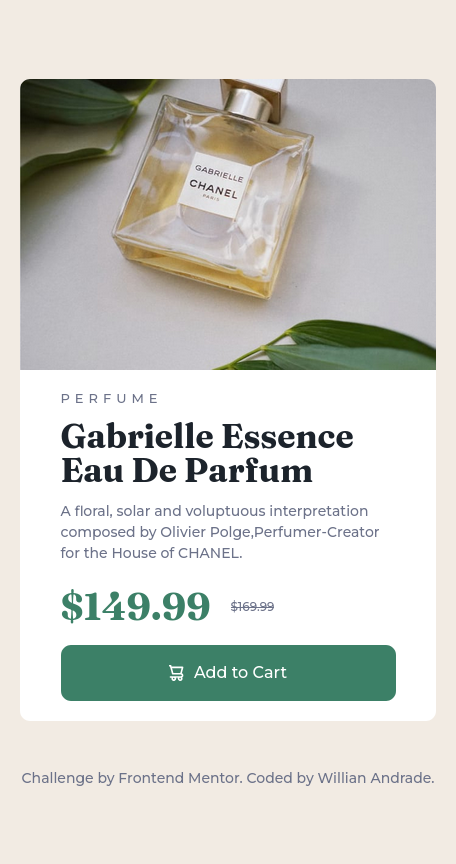 GABRIELLE
CHANEL
PARIS
PERFUME
Gabrielle Essence
Eau De Parfum
A floral, solar and voluptuous interpretation
composed by Olivier Polge,Perfumer-Creator
for the House of CHANEL.
$149.99 $169.99
Add to Cart
Challenge by Frontend Mentor. Coded by Willian Andrade.